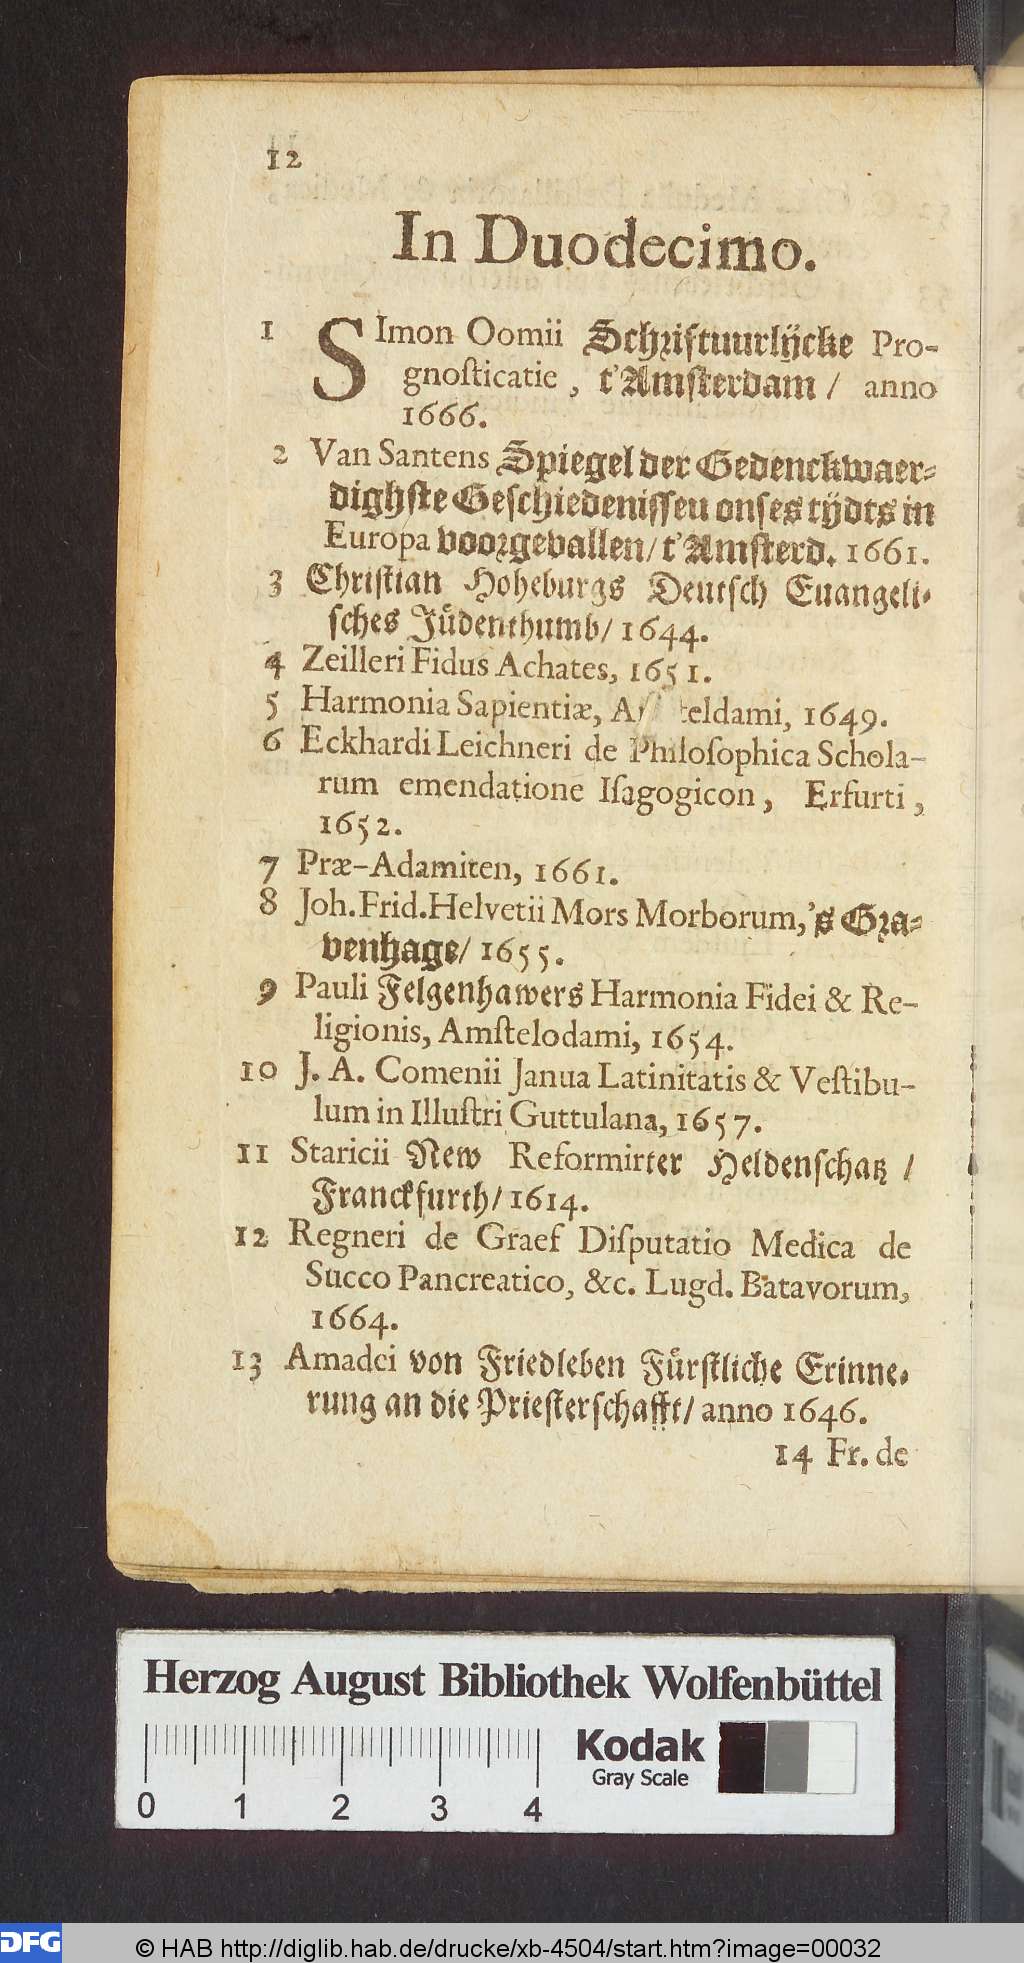 12
In Duodecimo.
1 SImon Oomii Schriftuurlijcke Pro-
gnosticatie, t'Amsterdam / anno
1666.
2 Van Santens Spiegel der Gedenckwaer-
dighste Geschiedenissen onses tijdts in
Europa voorgevallen / t'Amsterd. 1661.
3 Christian Hoheburgs Deutsch Euangeli-
sches Jüdenthumb / 1644.
4 Zeilleri Fidus Achates, 1651.
5 Harmonia Sapientiæ, 1649.
6 Eckhardi Leichneri de Philosophica Schola-
rum emendatione Isagogicon, Erfurti,
1652.
7 Præ-Adamiten, 1661.
8 Joh. Frid. Helvetii Mors Morborum, 's Gra-
venhage / 1655.
9 Pauli Felgenhawers Harmonia Fidei & Re-
ligionis, Amstelodami, 1654.
10 J. A. Comenii Janua Latinitatis & Vestibu-
lum in Illustri Guttulana, 1657.
11 Staricii New Reformirter Heldenschatz /
Franckfurth / 1614.
12 Regneri de Graef Disputatio Medica de
Succo Pancreatico, &c. Lugd. Batavorum,
1664.
13 Amadei von Friedleben Fürstliche Erinne-
rung an die Priesterschafft / anno 1646.
14 Fr. de
Herzog August Bibliothek Wolfenbüttel
Kodak
Gray Scale
0 1 2 3 4
DFG
© HAB http://diglib.hab.de/drucke/xb-4504/start.htm?image=00032